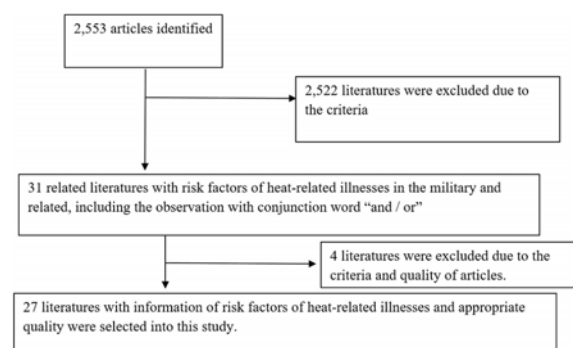 2,553 articles identified
2,522 literatures were excluded due to
the criteria
31 related literatures with risk factors of heat-related illnesses in the military and
related, including the observation with conjunction word “and / or”
4 literatures were excluded due to the
criteria and quality of articles.
27 literatures with information of risk factors of heat-related illnesses and appropriate
quality were selected into this study.